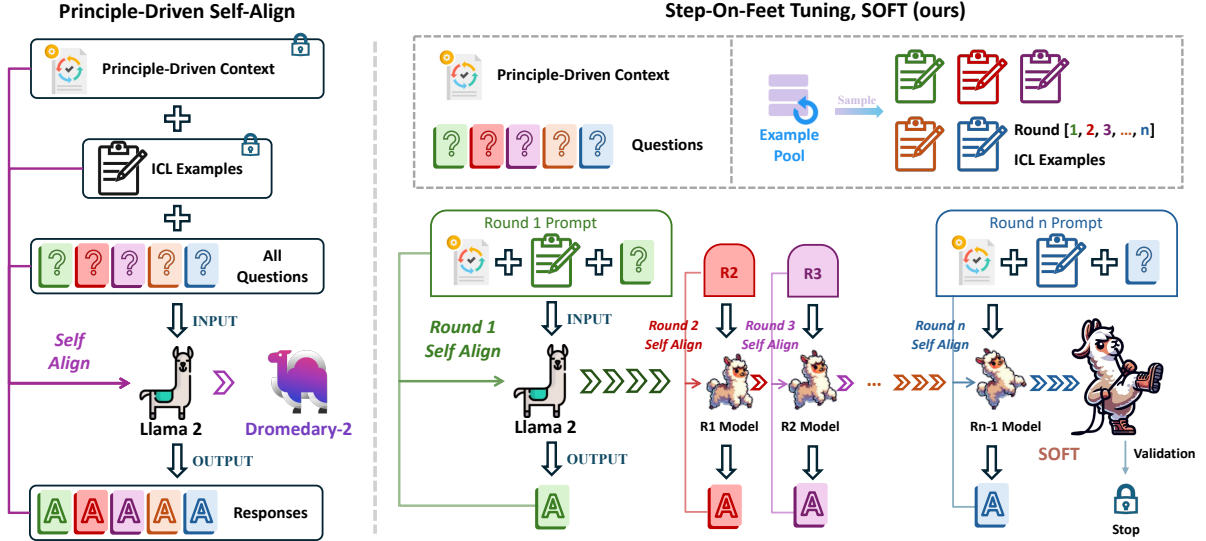 Principle-Driven Self-Align
Principle-Driven Context
ICL Examples
? ? ? ? ?
All
Questions
INPUT
Self
Align
Llama 2
Dromedary-2
OUTPUT
A A A A A
Responses
Step-On-Feet Tuning, SOFT (ours)
Principle-Driven Context
? ? ? ? ?
Questions
Example
Pool
Sample
Round [1, 2, 3, ..., n]
ICL Examples
Round 1 Prompt
?
INPUT
Round 1
Self Align
Llama 2
OUTPUT
A
R2
Round 2
Self Align
R1 Model
A
R3
Round 3
Self Align
R2 Model
A
...
Round n Prompt
?
Round n
Self Align
Rn-1 Model
A
SOFT
Validation
Stop